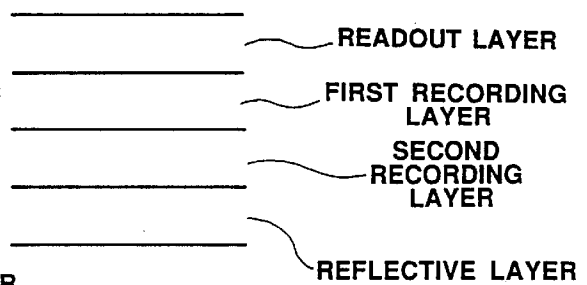 READOUT LAYER
FIRST RECORDING
LAYER
SECOND
RECORDING
LAYER
REFLECTIVE LAYER
R